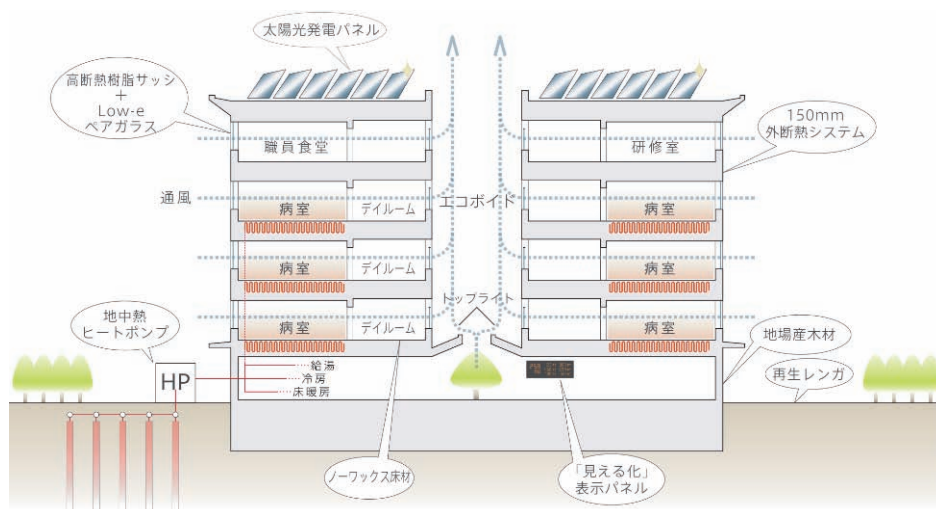 太陽光発電パネル
高断熱樹脂サッシ
+
Low-e
ペアガラス
150mm
外断熱システム
職員食堂
研修室
通風
エコボイド
病室
デイルーム
病室
病室
デイルーム
病室
トップライト
病室
デイルーム
病室
地中熱
ヒートポンプ
HP
給湯
冷房
床暖房
地場産木材
再生レンガ
ノーワックス床材
「見える化」
表示パネル